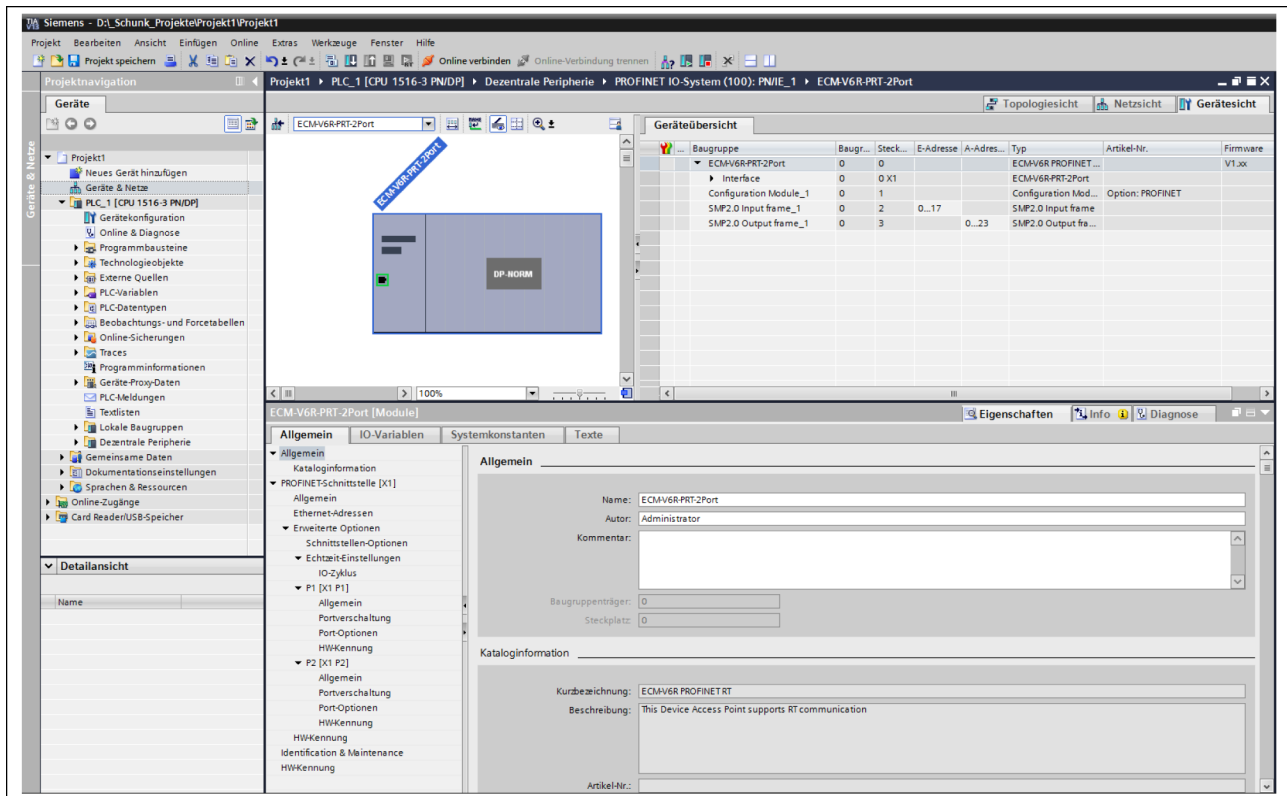 Siemens - D:\_Schunk_Projekte\Projekt1\Projekt1
Projekt Bearbeiten Ansicht Einfügen Online Extras Werkzeuge Fenster Hilfe
Projekt speichern Online verbinden Online-Verbindung trennen
Projektnavigation
Projekt1 PLC_1 [CPU 1516-3 PN/DP] Dezentrale Peripherie PROFINET IO-System (100): PN/IE_1 ECM-V6R-PRT-2Port
Geräte
Topologiesicht Netzsicht Gerätesicht
ECM-V6R-PRT-2Port
Geräteübersicht
Geräte & Netze
Projekt1
Neues Gerät hinzufügen
Geräte & Netze
PLC_1 [CPU 1516-3 PN/DP]
Gerätekonfiguration
Online & Diagnose
Programmbausteine
Technologieobjekte
Externe Quellen
PLC-Variablen
PLC-Datentypen
Beobachtungs- und Forcetabellen
Online-Sicherungen
Traces
Programminformationen
Geräte-Proxy-Daten
PLC-Meldungen
Textlisten
Lokale Baugruppen
Dezentrale Peripherie
Gemeinsame Daten
Dokumentationseinstellungen
Sprachen & Ressourcen
Online-Zugänge
Card Reader/USB-Speicher
Detailansicht
Name
ECM-V6R-PRT-2Port
DP-NORM
100%
... Baugruppe Baugr... Steck... E-Adresse A-Adres... Typ Artikel-Nr. Firmware
ECM-V6R-PRT-2Port 0 0 ECM-V6R PROFINET ... V1.xx
Interface 0 0 X1 ECM-V6R-PRT-2Port
Configuration Module_1 0 1 Configuration Mod... Option: PROFINET
SMP2.0 Input frame_1 0 2 0...17 SMP2.0 Input frame
SMP2.0 Output frame_1 0 3 0...23 SMP2.0 Output fra...
ECM-V6R-PRT-2Port [Module]
Eigenschaften Info Diagnose
Allgemein IO-Variablen Systemkonstanten Texte
Allgemein
Kataloginformation
PROFINET-Schnittstelle [X1]
Allgemein
Ethernet-Adressen
Erweiterte Optionen
Schnittstellen-Optionen
Echtzeit-Einstellungen
IO-Zyklus
P1 [X1 P1]
Allgemein
Portverschaltung
Port-Optionen
HW-Kennung
P2 [X1 P2]
Allgemein
Portverschaltung
Port-Optionen
HW-Kennung
HW-Kennung
Identification & Maintenance
HW-Kennung
Allgemein
Name: ECM-V6R-PRT-2Port
Autor: Administrator
Kommentar:
Baugruppenträger: 0
Steckplatz: 0
Kataloginformation
Kurzbezeichnung: ECM-V6R PROFINET RT
Beschreibung: This Device Access Point supports RT communication
Artikel-Nr.: